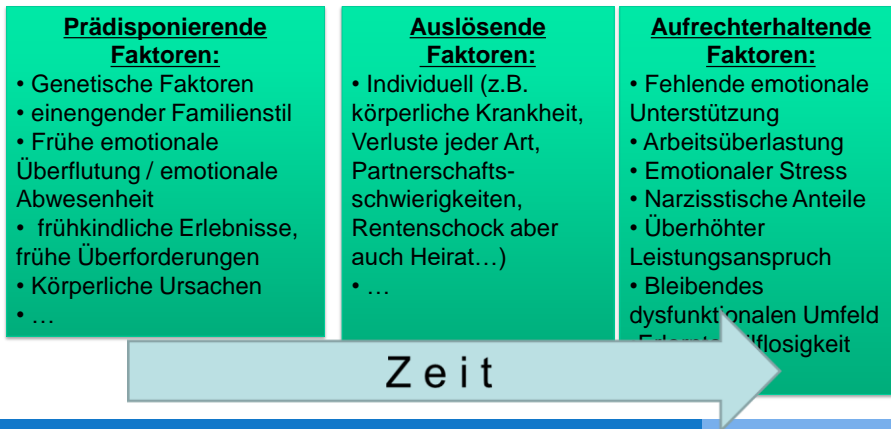 Prädisponierende
Faktoren:
• Genetische Faktoren
• einengender Familienstil
• Frühe emotionale
Überflutung / emotionale
Abwesenheit
• frühkindliche Erlebnisse,
frühe Überforderungen
• Körperliche Ursachen
• …
Auslösende
Faktoren:
• Individuell (z.B.
körperliche Krankheit,
Verluste jeder Art,
Partnerschafts-
schwierigkeiten,
Rentenschock aber
auch Heirat…)
• …
Aufrechterhaltende
Faktoren:
• Fehlende emotionale
Unterstützung
• Arbeitsüberlastung
• Emotionaler Stress
• Narzisstische Anteile
• Überhöhter
Leistungsanspruch
• Bleibendes
dysfunktionalen Umfeld
Zeit